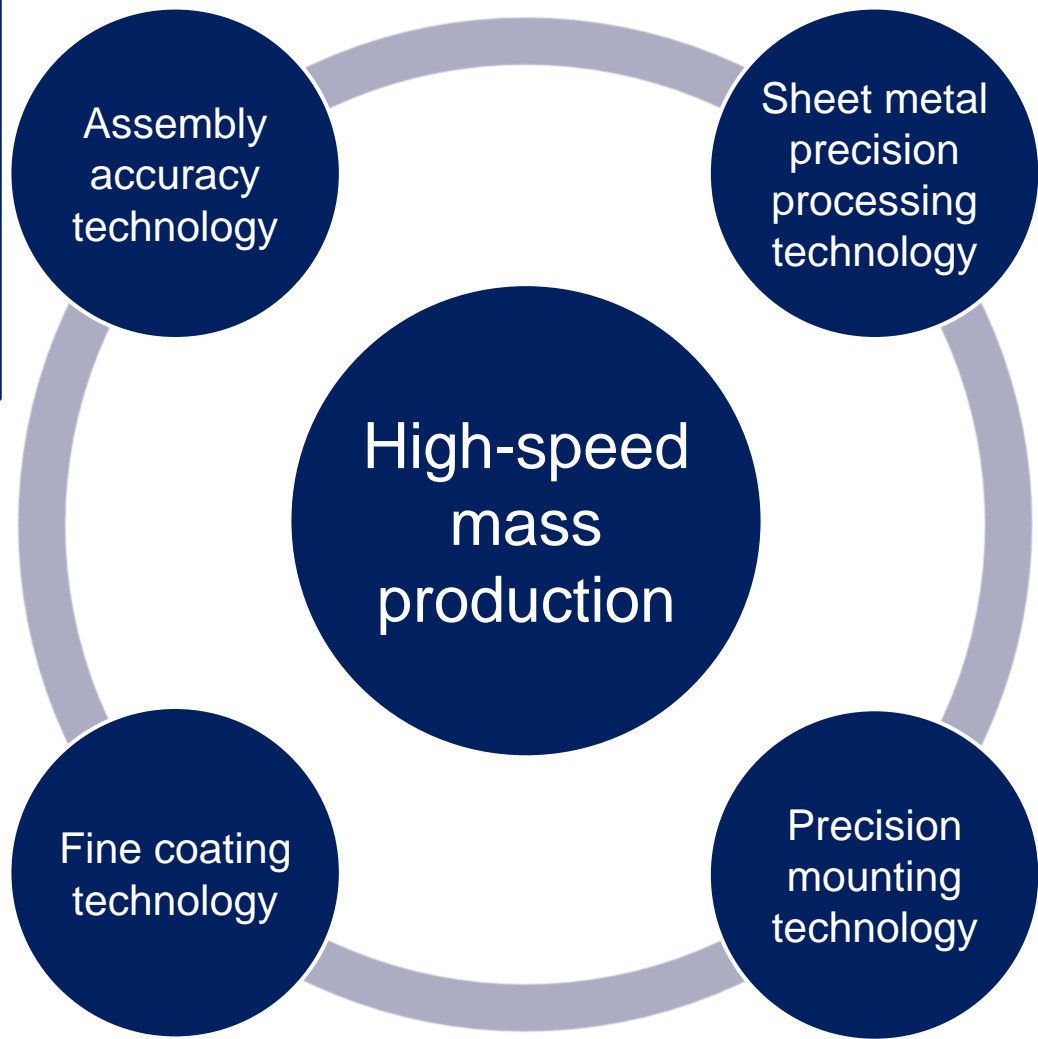 Assembly
accuracy
technology
Sheet metal
precision
processing
technology
High-speed
mass
production
Fine coating
technology
Precision
mounting
technology